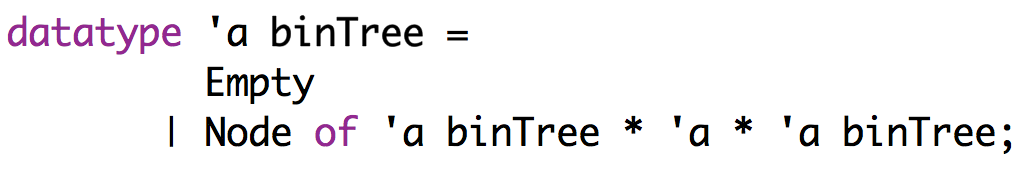 datatype 'a binTree =
Empty
| Node of 'a binTree * 'a * 'a binTree;